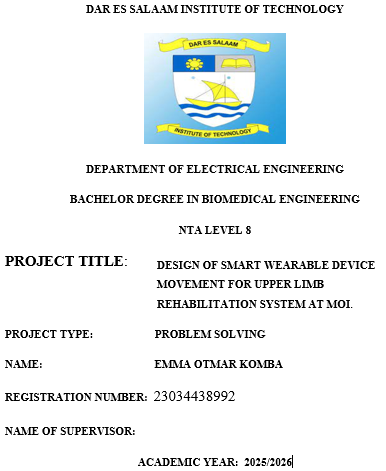 DAR ES SALAAM INSTITUTE OF TECHNOLOGY
DAR ES SALAAM
INSTITUTE OF TECHNOLOGY
DEPARTMENT OF ELECTRICAL ENGINEERING
BACHELOR DEGREE IN BIOMEDICAL ENGINEERING
NTA LEVEL 8
PROJECT TITLE: DESIGN OF SMART WEARABLE DEVICE
MOVEMENT FOR UPPER LIMB
REHABILITATION SYSTEM AT MOI.
PROJECT TYPE: PROBLEM SOLVING
NAME: EMMA OTMAR KOMBA
REGISTRATION NUMBER: 23034438992
NAME OF SUPERVISOR:
ACADEMIC YEAR: 2025/2026